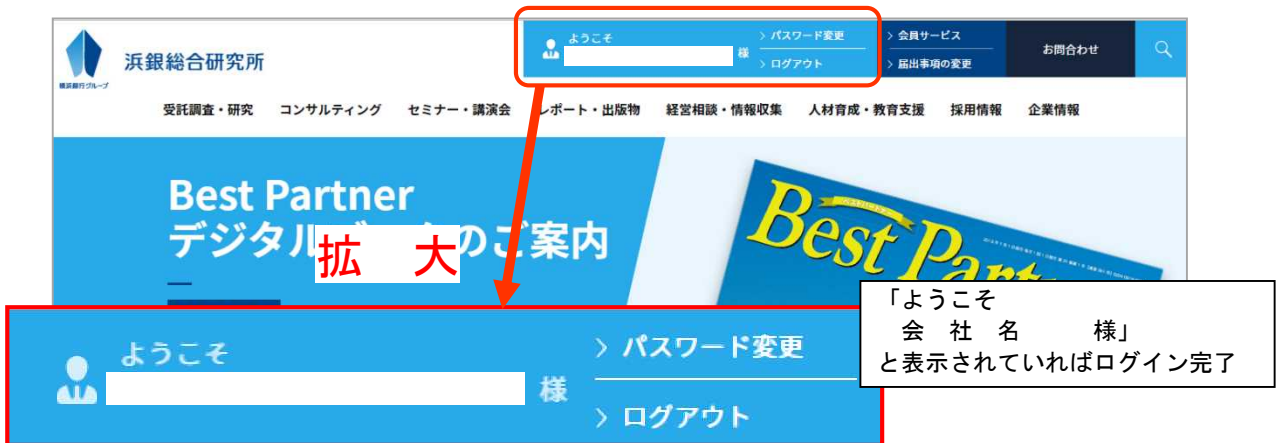 横浜銀行グループ
浜銀総合研究所
ようこそ
様
> パスワード変更
> ログアウト
> 会員サービス
> 届出事項の変更
お問合わせ
受託調査・研究 コンサルティング セミナー・講演会 レポート・出版物 経営相談・情報収集 人材育成・教育支援 採用情報 企業情報
Best Partner
デジタル のご案内
拡 大
Best Part
ようこそ
様
> パスワード変更
> ログアウト
「ようこそ
会 社 名 様」
と表示されていればログイン完了